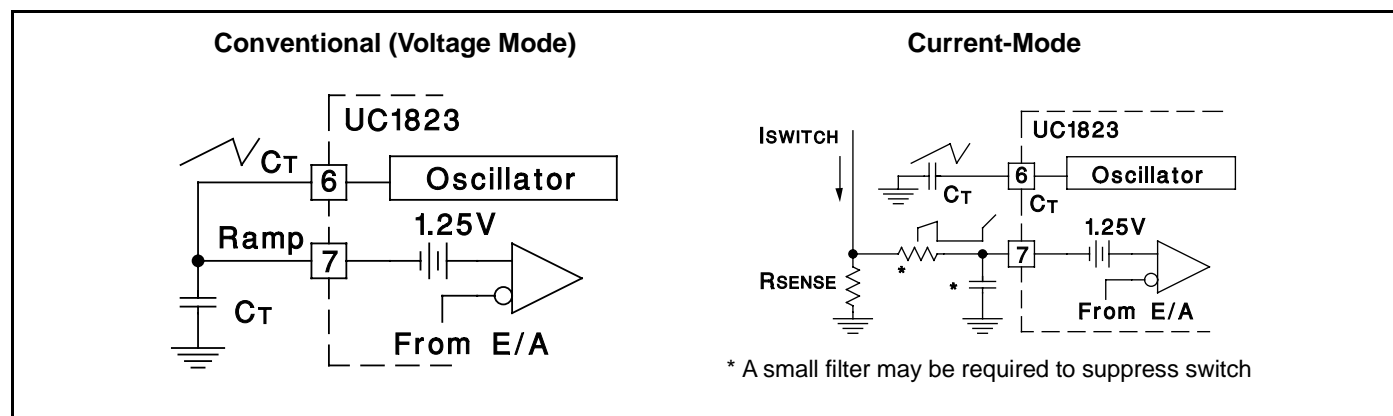 Conventional (Voltage Mode)
UC1823
CT
6
Oscillator
1.25V
Ramp
7
CT
From E/A
Current-Mode
UC1823
ISWITCH
6
Oscillator
CT
CT
1.25V
7
*
*
RSENSE
From E/A
* A small filter may be required to suppress switch